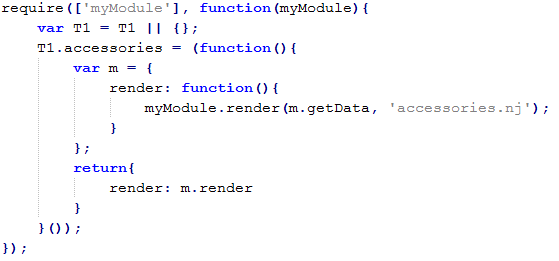 require(['myModule'], function(myModule){
    var T1 = T1 || {};
    T1.accessories = (function(){
        var m = {
            render: function(){
                myModule.render(m.getData, 'accessories.nj');
            }
        };
        return{
            render: m.render
        }
    }());
});